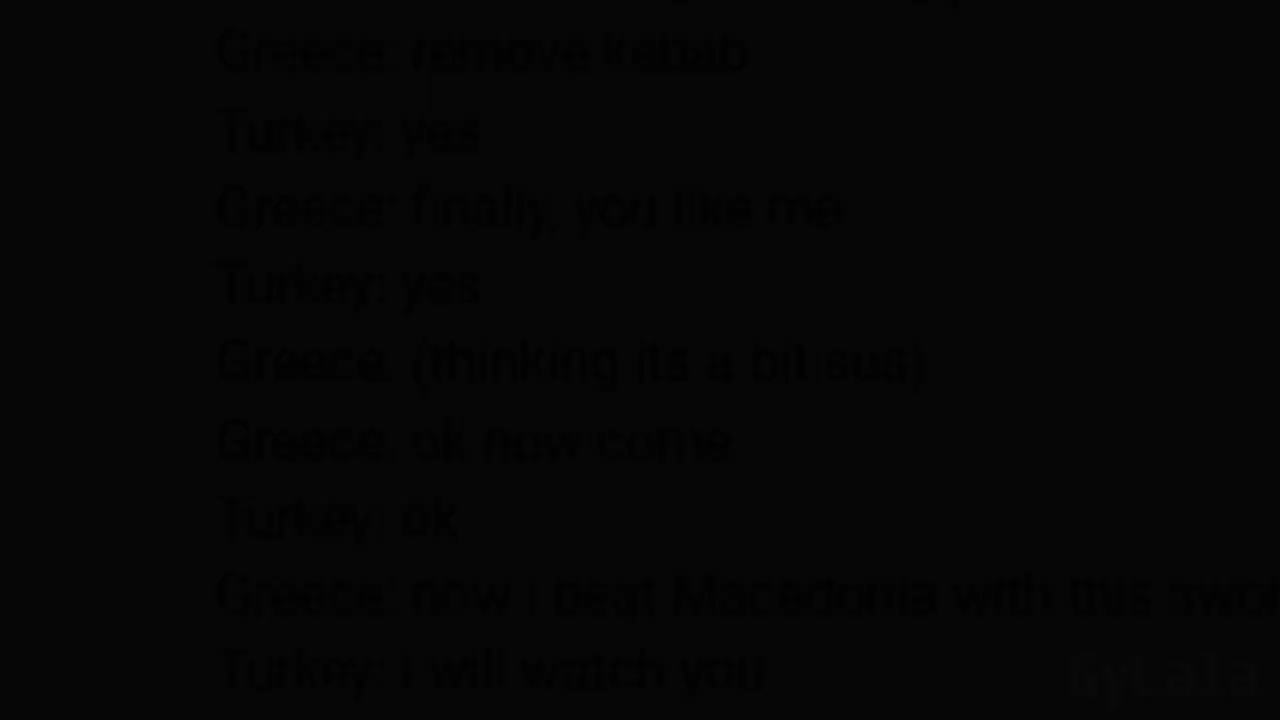 Greece: remove kebab
Turkey: yes
Greece: finally, you like me
Turkey: yes
Greece: (thinking its a bit sus)
Greece: ok now come
Turkey: ok
Greece: now i beat Macedonia with this
Turkey: i will watch you